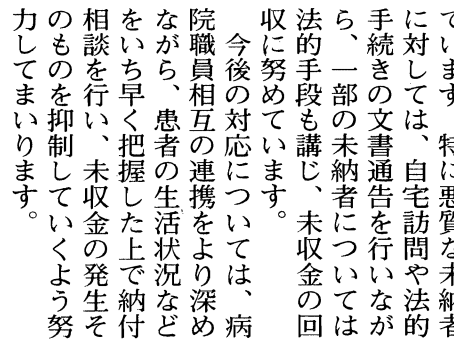 ています。特に悪質な未納者
に対しては、自宅訪問や法的
手続きの文書通告を行いなが
ら、一部の未納者については
法的手段も講じ、未収金の回
収に努めています。
今後の対応については、病
院職員相互の連携をより深め
ながら、患者の生活状況など
をいち早く把握した上で納付
相談を行い、未収金の発生そ
のものを抑制していくよう努
力してまいります。